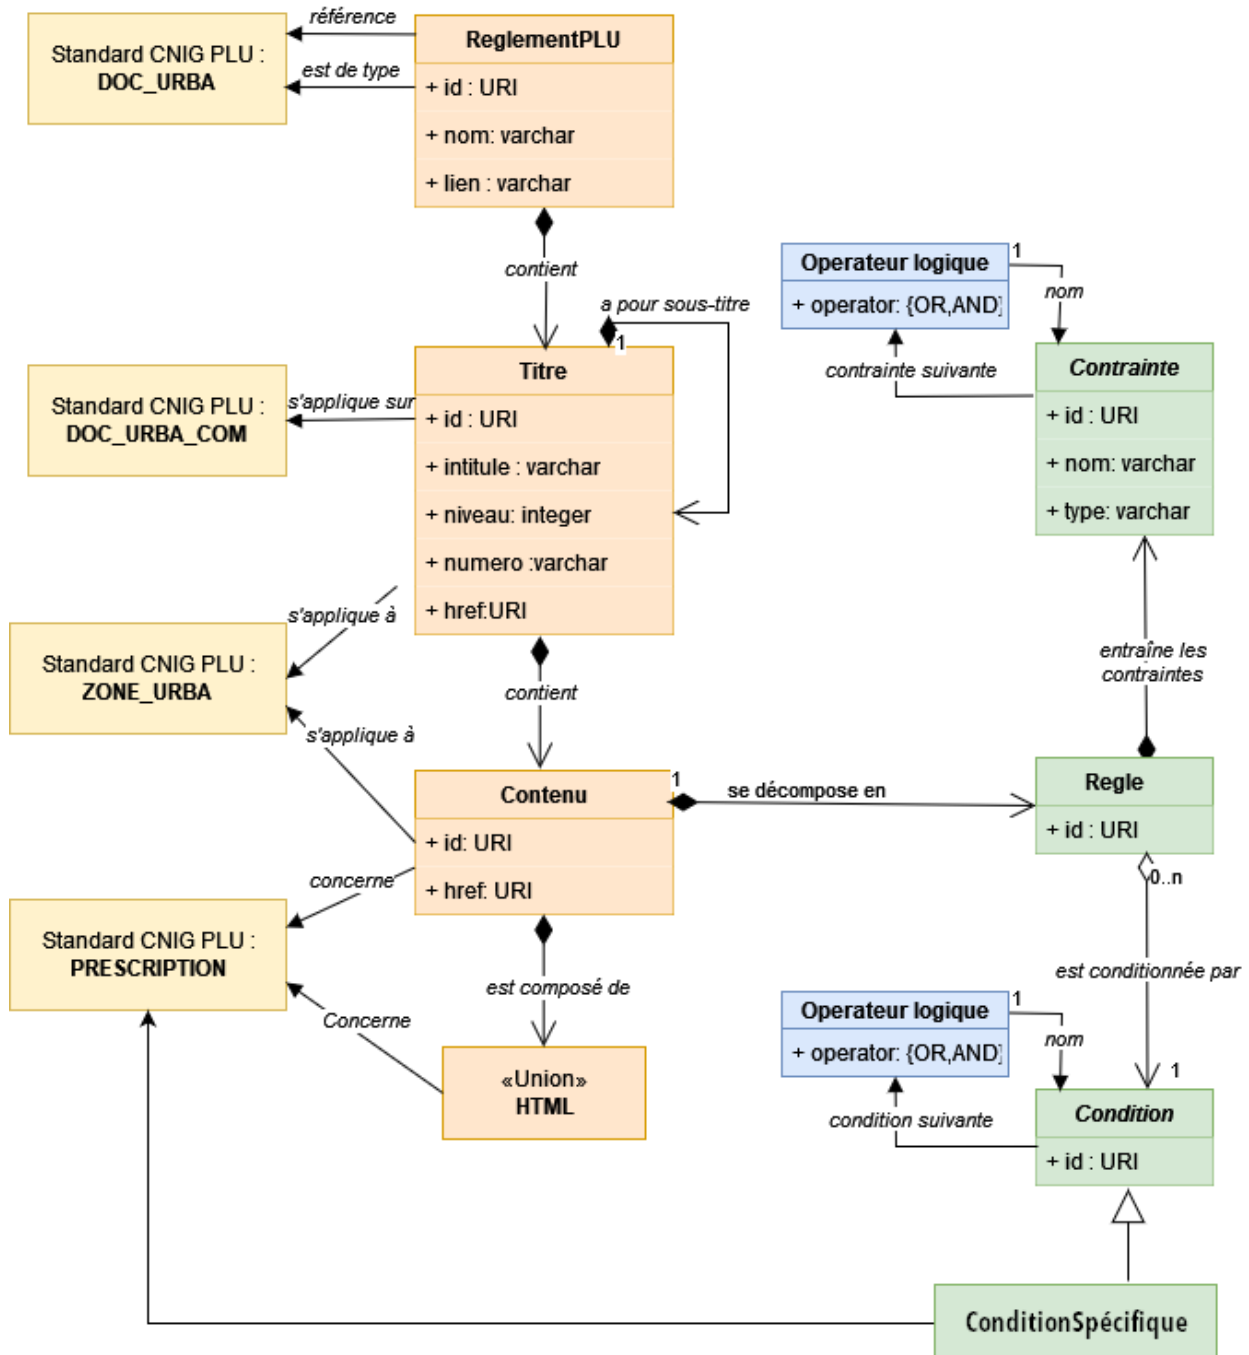 référence
Standard CNIG PLU :
DOC_URBA
est de type
ReglementPLU
+ id : URI
+ nom: varchar
+ lien : varchar
contient
a pour sous-titre
1
Titre
+ id : URI
+ intitule : varchar
+ niveau: integer
+ numero :varchar
+ href:URI
s'applique sur
Standard CNIG PLU :
DOC_URBA_COM
s'applique à
Standard CNIG PLU :
ZONE_URBA
s'applique à
contient
Contenu
+ id: URI
+ href: URI
1
se décompose en
concerne
Standard CNIG PLU :
PRESCRIPTION
Concerne
est composé de
«Union»
HTML
Operateur logique
+ operator: {OR,AND}
1
nom
contrainte suivante
Contrainte
+ id : URI
+ nom: varchar
+ type: varchar
entraîne les
contraintes
Regle
+ id : URI
0..n
est conditionnée par
1
Operateur logique
+ operator: {OR,AND}
1
nom
condition suivante
Condition
+ id : URI
ConditionSpécifique